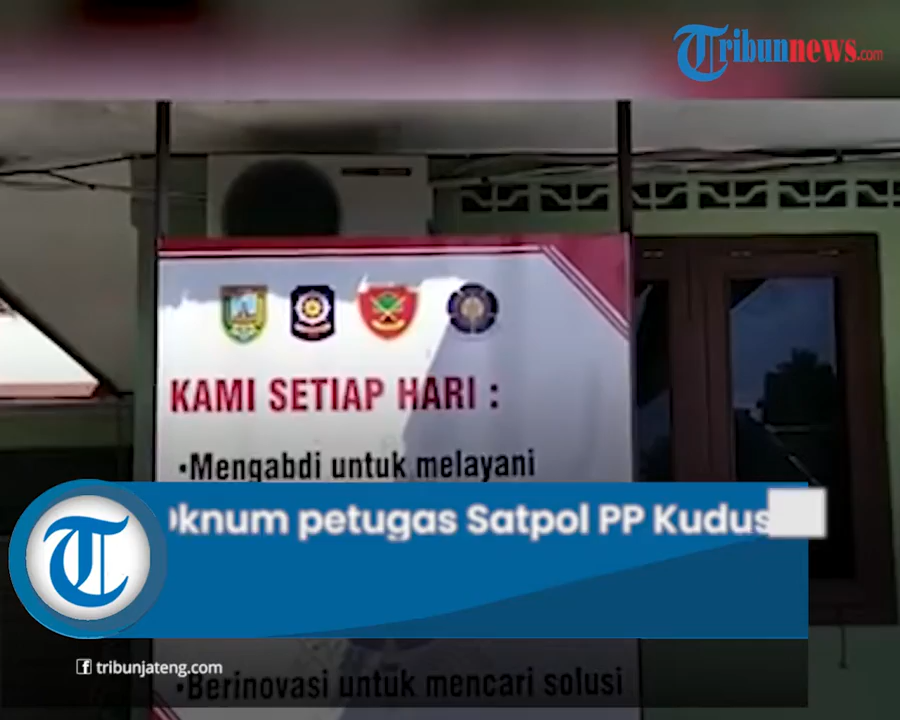 Tribunnews.com
KAMI SETIAP HARI :
•Mengabdi untuk melayani
Oknum petugas Satpol PP Kudus
tribunjateng.com
•Berinovasi untuk mencari solusi